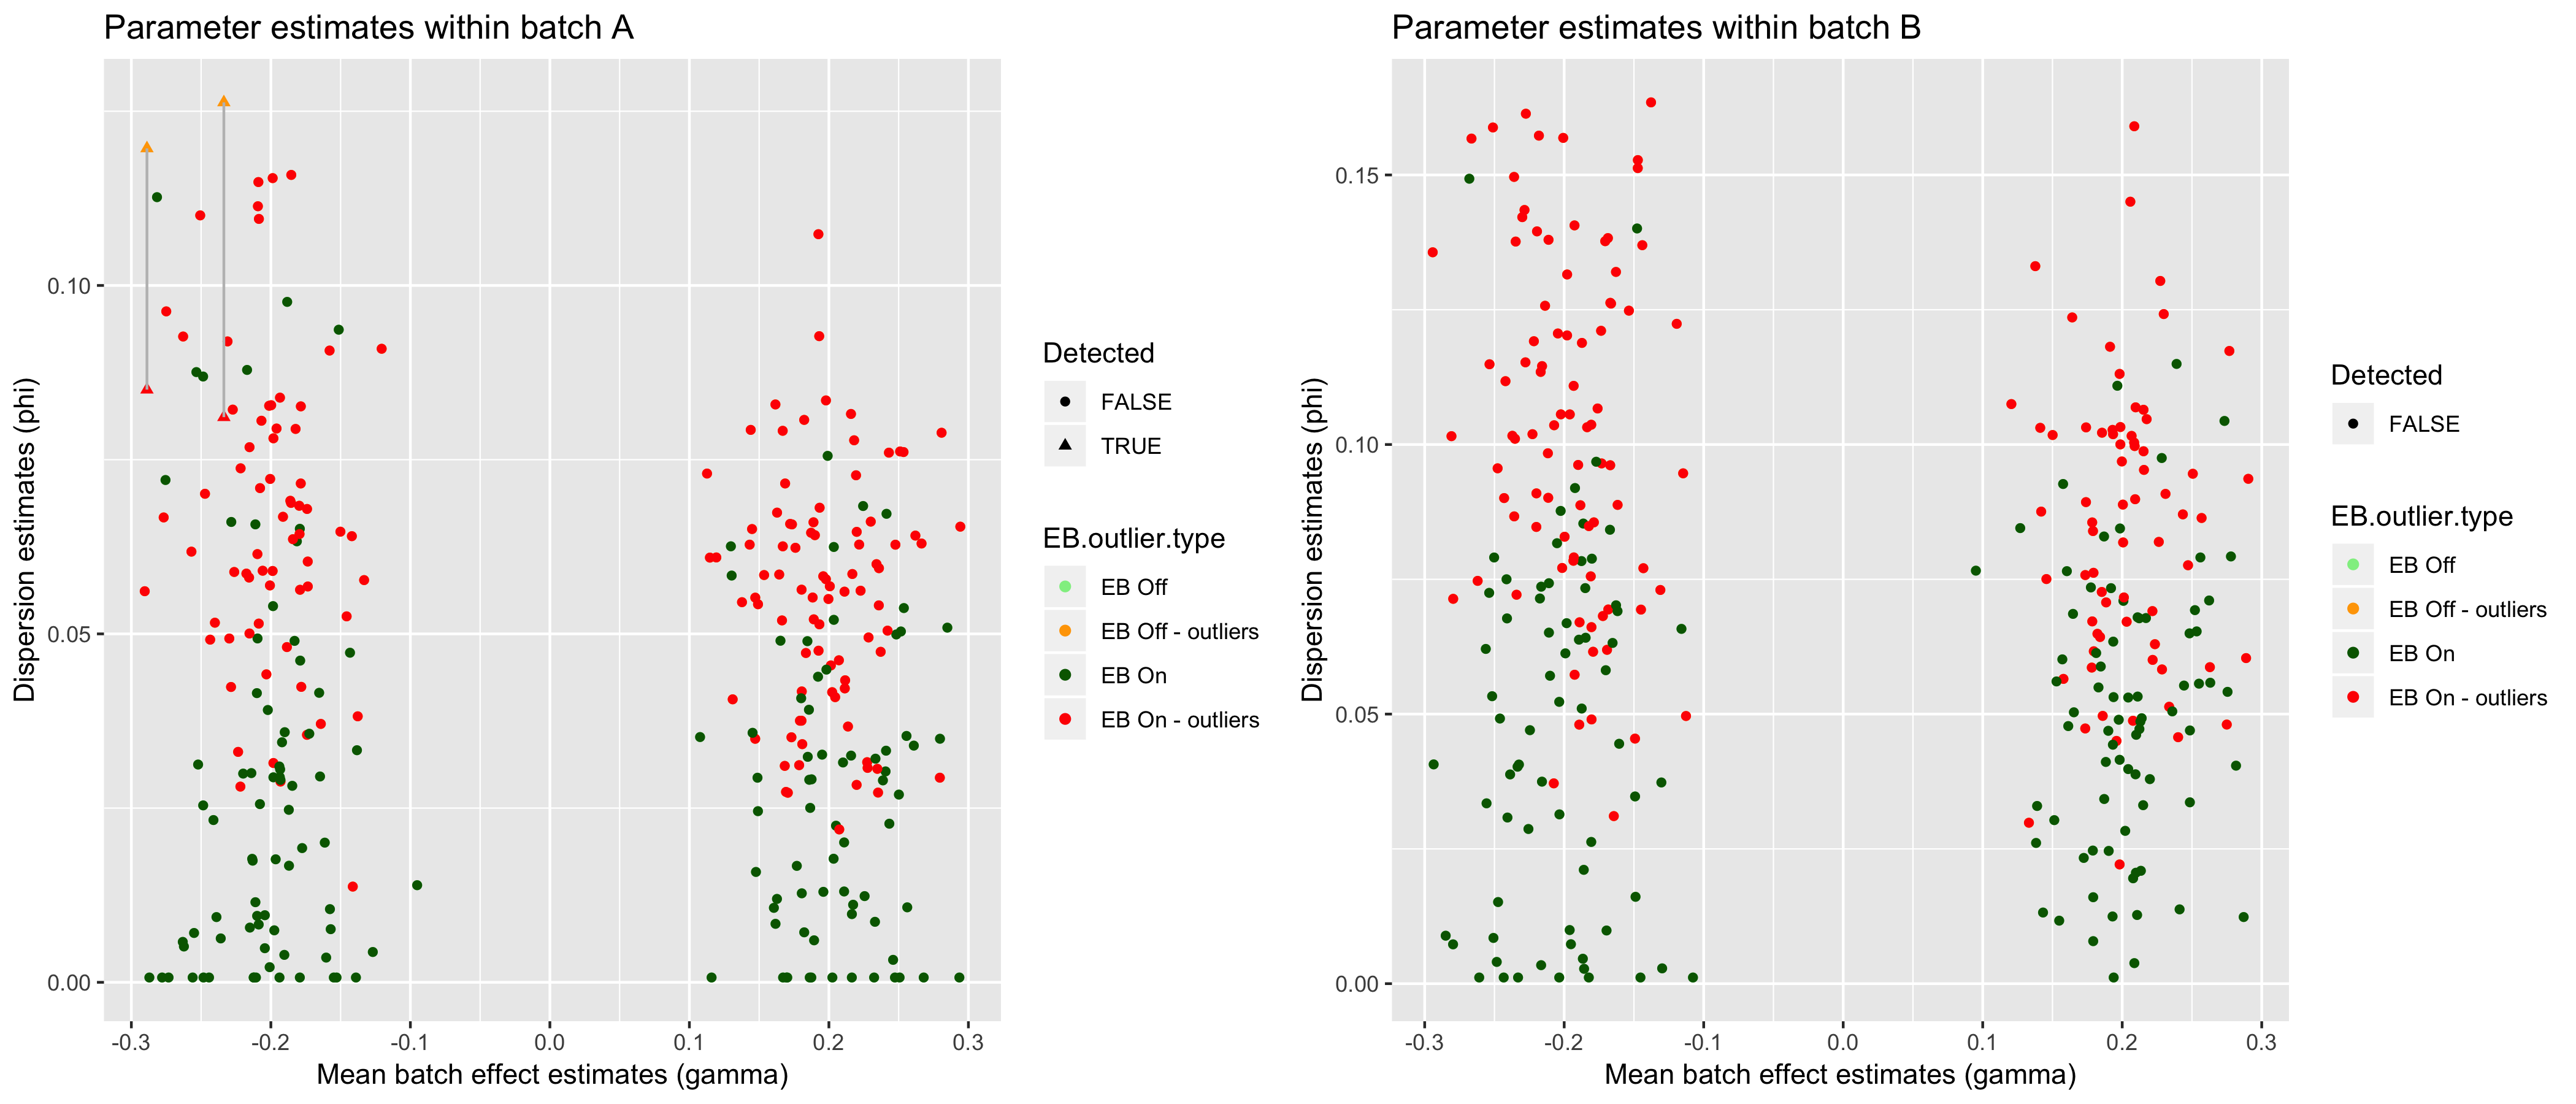 Parameter estimates within batch A
Dispersion estimates (phi)
0.10
0.05
0.00
-0.3 -0.2 -0.1 0.0 0.1 0.2 0.3
Mean batch effect estimates (gamma)
Detected
FALSE
TRUE
EB.outlier.type
EB Off
EB Off - outliers
EB On
EB On - outliers
Parameter estimates within batch B
Dispersion estimates (phi)
0.15
0.10
0.05
0.00
-0.3 -0.2 -0.1 0.0 0.1 0.2 0.3
Mean batch effect estimates (gamma)
Detected
FALSE
EB.outlier.type
EB Off
EB Off - outliers
EB On
EB On - outliers